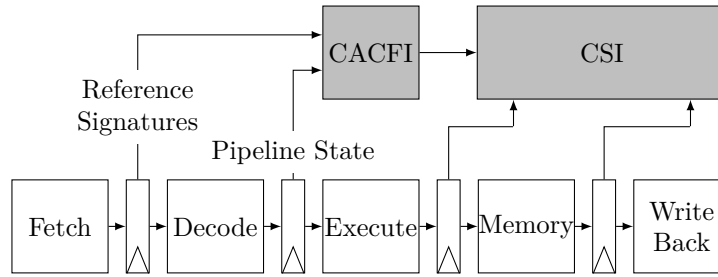 CACFI
CSI
Reference
Signatures
Pipeline State
Fetch
Decode
Execute
Memory
Write
Back